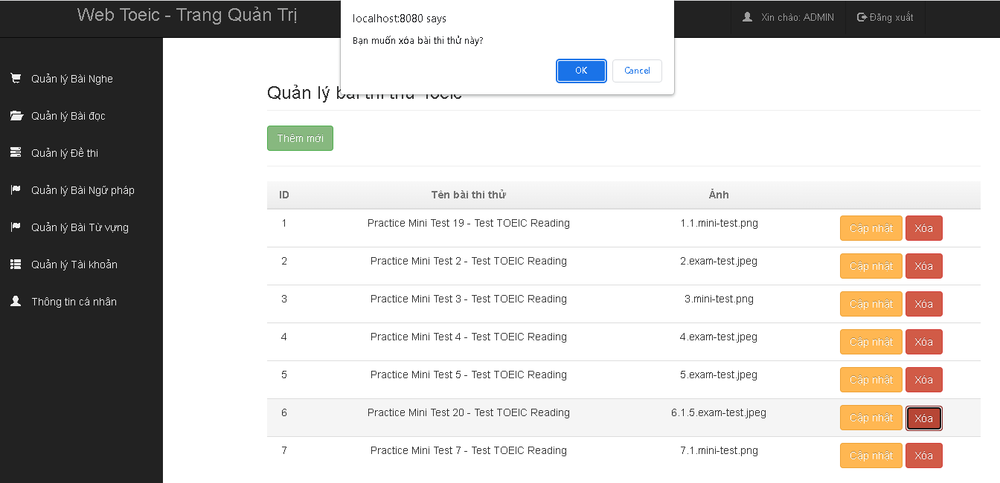 Web Toeic - Trang Quản Trị
localhost:8080 says
Bạn muốn xóa bài thi thử này?
OK Cancel
Xin chào: ADMIN Đăng xuất
Quản lý Bài Nghe
Quản lý Bài đọc
Quản lý Đề thi
Quản lý Bài Ngữ pháp
Quản lý Bài Từ vựng
Quản lý Tài khoản
Thông tin cá nhân
Quản lý bài thi thử Toeic
Thêm mới
ID Tên bài thi thử Ảnh
1 Practice Mini Test 19 - Test TOEIC Reading 1.1.mini-test.png Cập nhật Xóa
2 Practice Mini Test 2 - Test TOEIC Reading 2.exam-test.jpeg Cập nhật Xóa
3 Practice Mini Test 3 - Test TOEIC Reading 3.mini-test.png Cập nhật Xóa
4 Practice Mini Test 4 - Test TOEIC Reading 4.exam-test.jpeg Cập nhật Xóa
5 Practice Mini Test 5 - Test TOEIC Reading 5.exam-test.jpeg Cập nhật Xóa
6 Practice Mini Test 20 - Test TOEIC Reading 6.1.5.exam-test.jpeg Cập nhật Xóa
7 Practice Mini Test 7 - Test TOEIC Reading 7.1.mini-test.png Cập nhật Xóa